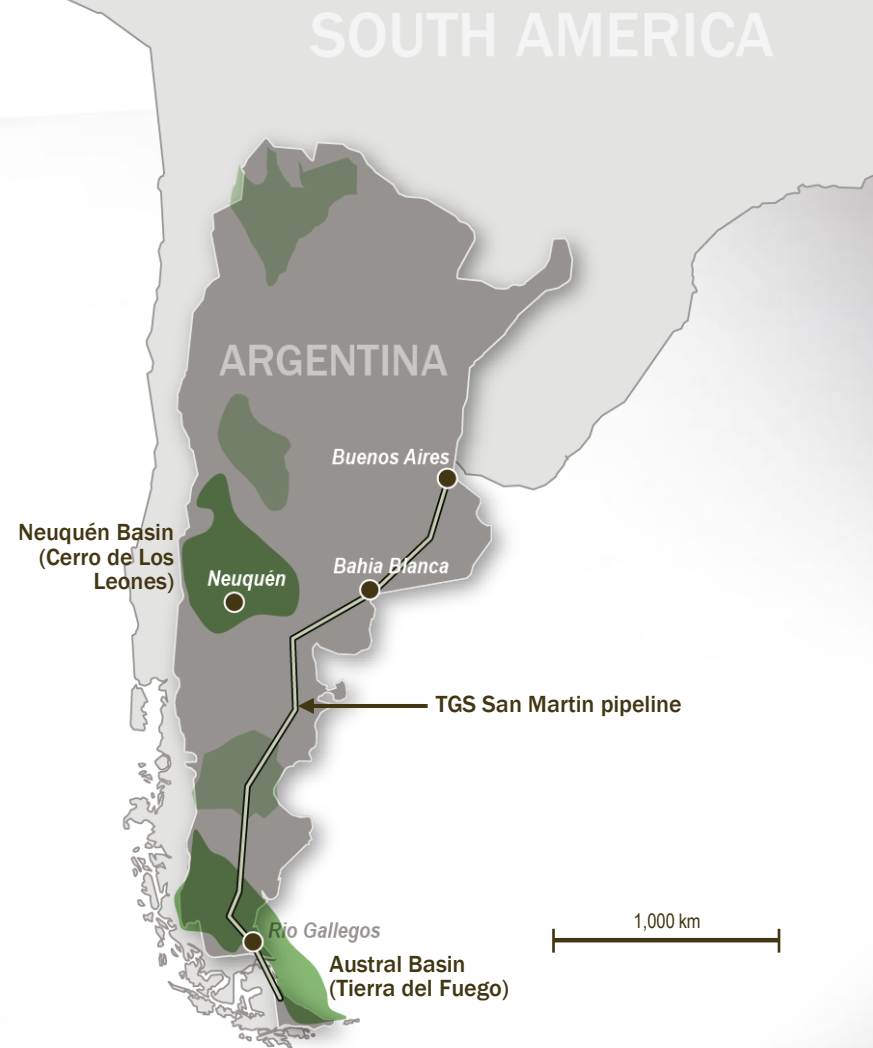 SOUTH AMERICA
ARGENTINA
Buenos Aires
Neuquén Basin
(Cerro de Los
Leones)
Neuquén
Bahia Blanca
TGS San Martin pipeline
1,000 km
Rio Gallegos
Austral Basin
(Tierra del Fuego)